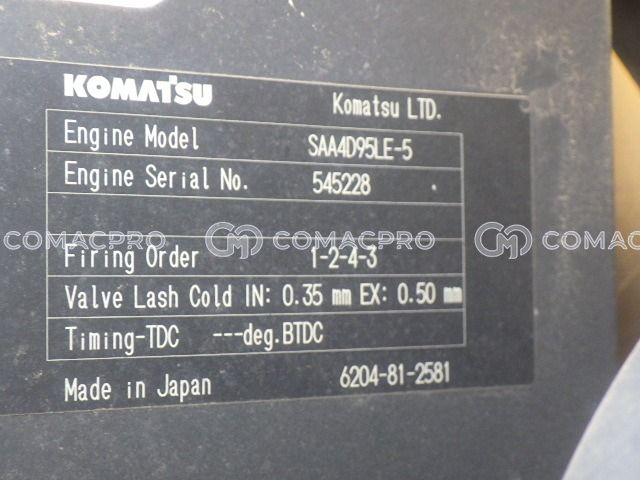 KOMATSU Komatsu LTD.
Engine Model SAA4D95LE-5
Engine Serial No. 545228
COMACPRO COMACPRO COMACPRO
Firing Order 1-2-4-3
Valve Lash Cold IN: 0.35 mm EX: 0.50 mm
Timing-TDC ---deg.BTDC
Made in Japan 6204-81-2581